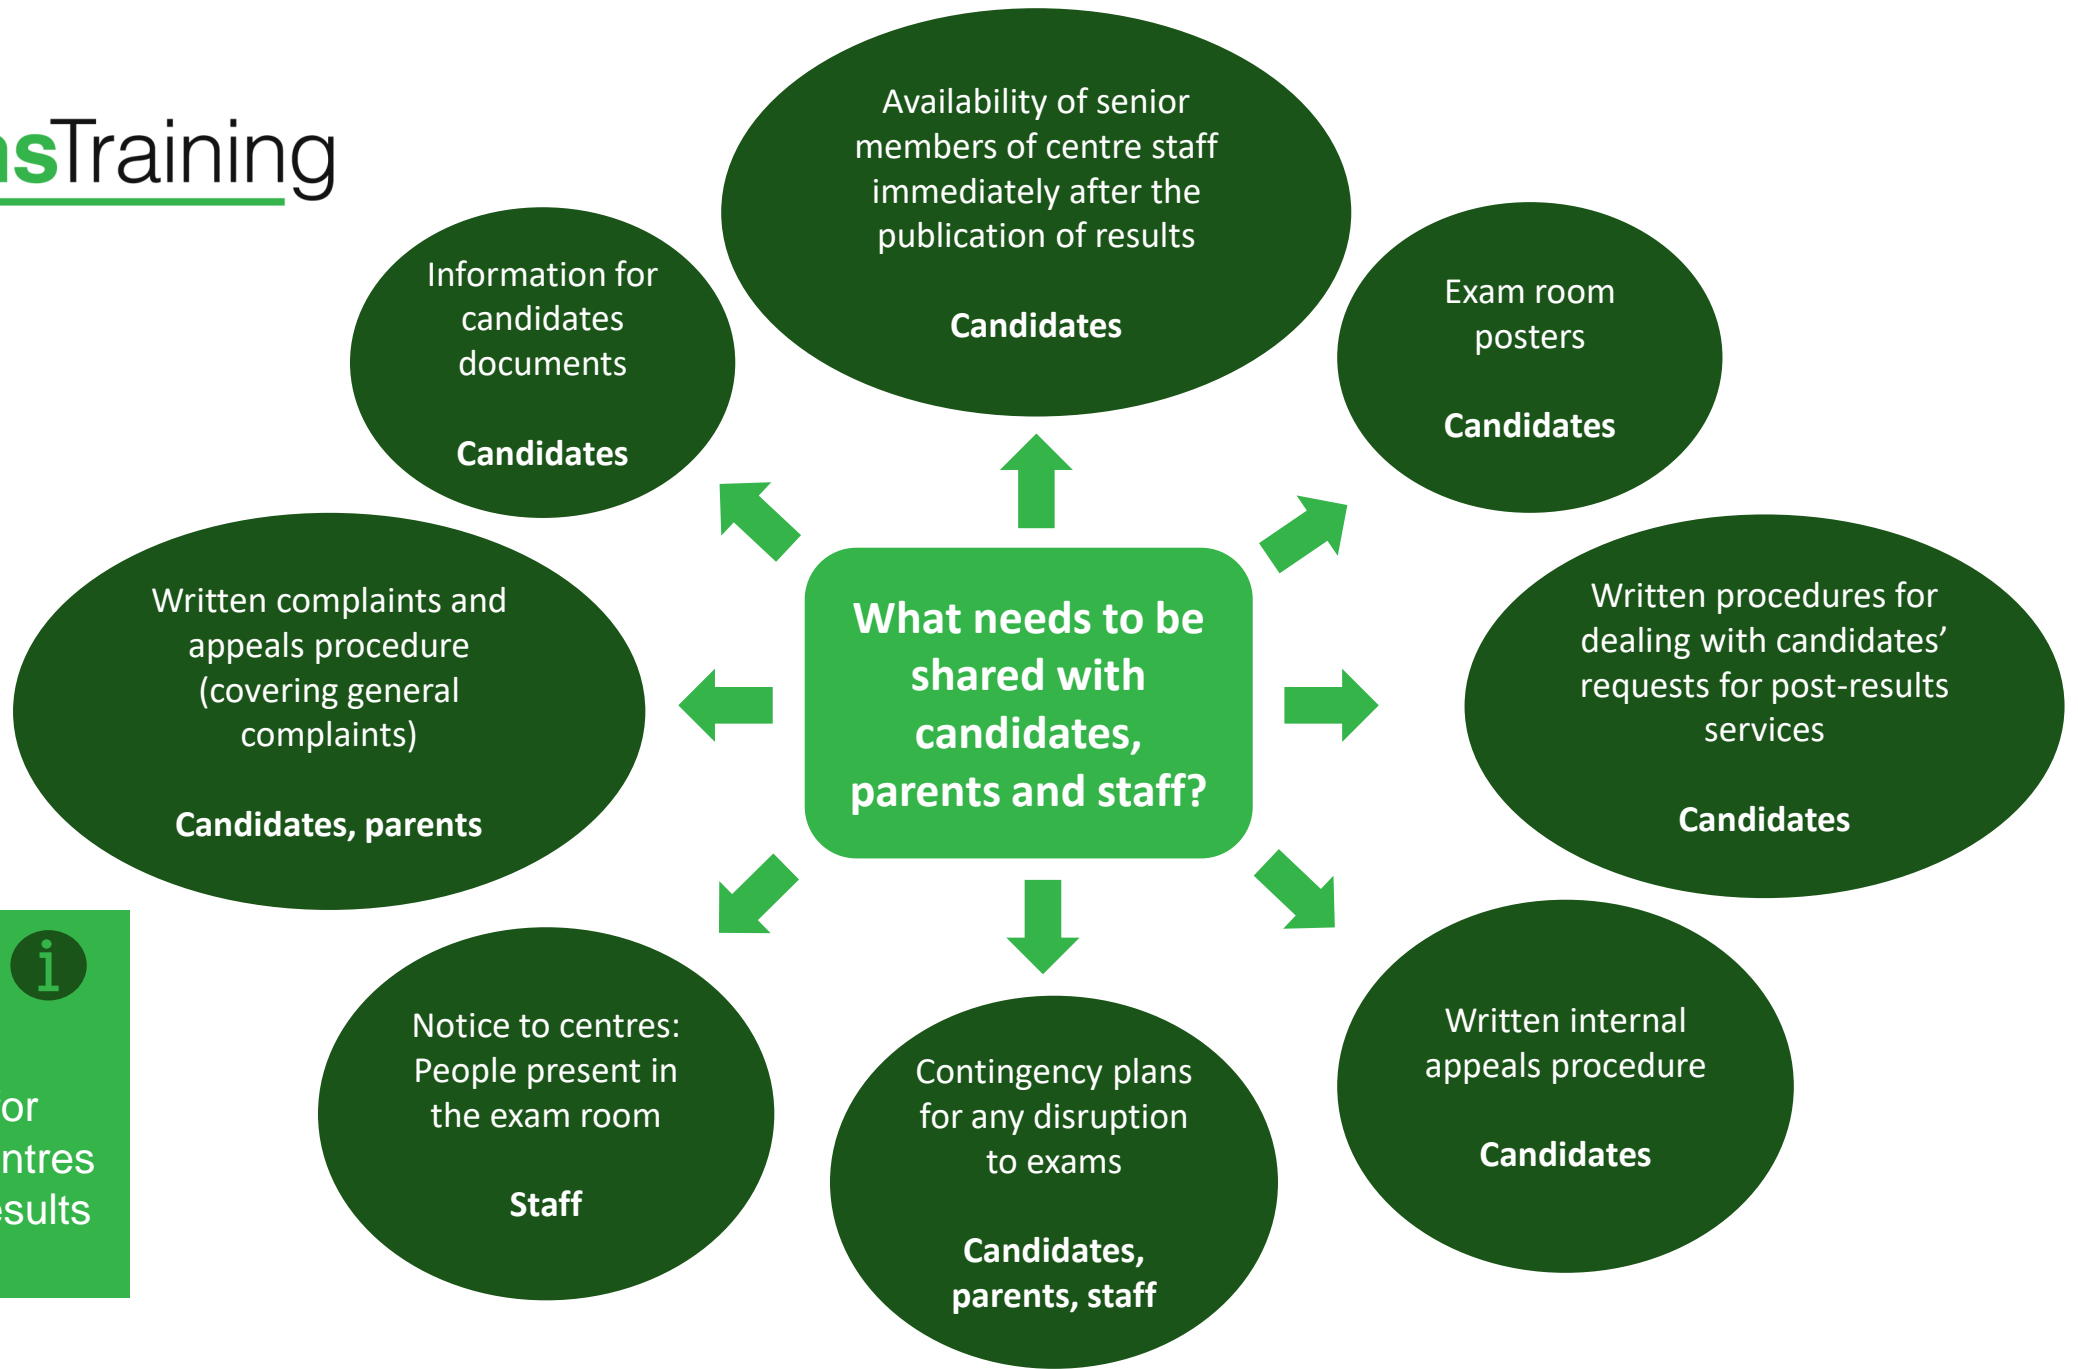 Training
Availability of senior
members of centre staff
immediately after the
publication of results
Candidates
Information for
candidates
documents
Candidates
Exam room
posters
Candidates
Written complaints and
appeals procedure
(covering general
complaints)
Candidates, parents
What needs to be
shared with
candidates,
parents and staff?
Written procedures for
dealing with candidates’
requests for post-results
services
Candidates
Notice to centres:
People present in
the exam room
Staff
Contingency plans
for any disruption
to exams
Candidates,
parents, staff
Written internal
appeals procedure
Candidates
i